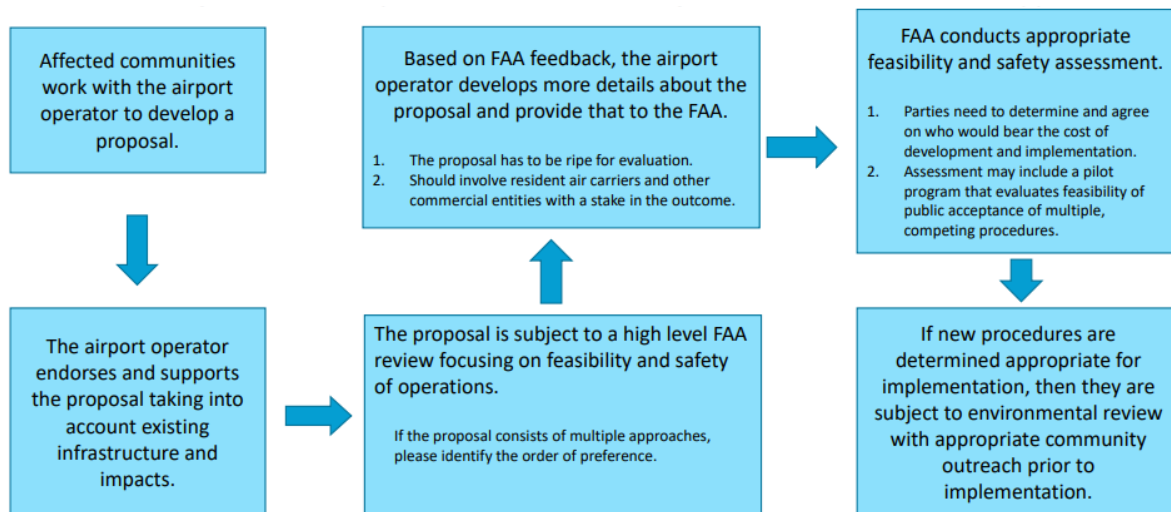 Affected communities
work with the airport
operator to develop a
proposal.
The airport operator
endorses and supports
the proposal taking into
account existing
infrastructure and
impacts.
The proposal is subject to a high level FAA
review focusing on feasibility and safety
of operations.
If the proposal consists of multiple approaches,
please identify the order of preference.
Based on FAA feedback, the airport
operator develops more details about the
proposal and provide that to the FAA.
1. The proposal has to be ripe for evaluation.
2. Should involve resident air carriers and other
commercial entities with a stake in the outcome.
FAA conducts appropriate
feasibility and safety assessment.
1. Parties need to determine and agree
on who would bear the cost of
development and implementation.
2. Assessment may include a pilot
program that evaluates feasibility of
public acceptance of multiple,
competing procedures.
If new procedures are
determined appropriate for
implementation, then they are
subject to environmental review
with appropriate community
outreach prior to
implementation.